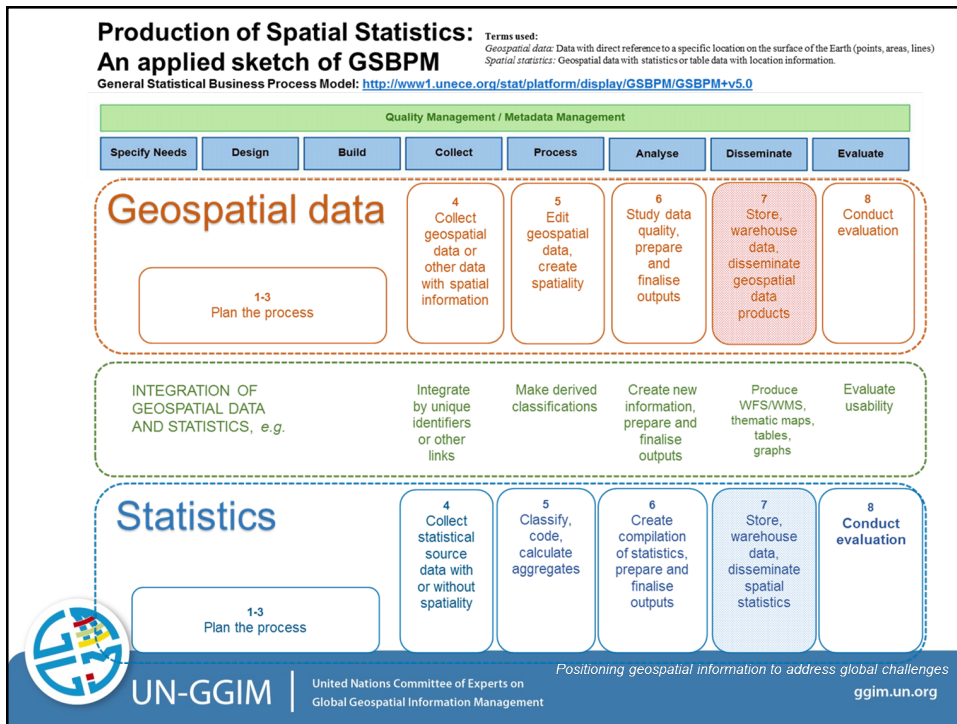 Production of Spatial Statistics:
An applied sketch of GSBPM
Terms used:
Geospatial data: Data with direct reference to a specific location on the surface of the Earth (points, areas, lines)
Spatial statistics: Geospatial data with statistics or table data with location information.
General Statistical Business Process Model: http://www1.unece.org/stat/platform/display/GSBPM/GSBPM+v5.0
Quality Management / Metadata Management
Specify Needs
Design
Build
Collect
Process
Analyse
Disseminate
Evaluate
Geospatial data
1-3
Plan the process
4
Collect
geospatial
data or
other data
with spatial
information
5
Edit
geospatial
data,
create
spatiality
6
Study data
quality,
prepare
and
finalise
outputs
7
Store,
warehouse
data,
disseminate
geospatial
data
products
8
Conduct
evaluation
INTEGRATION OF
GEOSPATIAL DATA
AND STATISTICS, e.g.
Integrate
by unique
identifiers
or other
links
Make derived
classifications
Create new
information,
prepare and
finalise
outputs
Produce
WFS/WMS,
thematic maps,
tables,
graphs
Evaluate
usability
Statistics
1-3
Plan the process
4
Collect
statistical
source
data with
or without
spatiality
5
Classify,
code,
calculate
aggregates
6
Create
compilation
of statistics,
prepare and
finalise
outputs
7
Store,
warehouse
data,
disseminate
spatial
statistics
8
Conduct
evaluation
Positioning geospatial information to address global challenges
UN-GGIM
United Nations Committee of Experts on
Global Geospatial Information Management
ggim.un.org